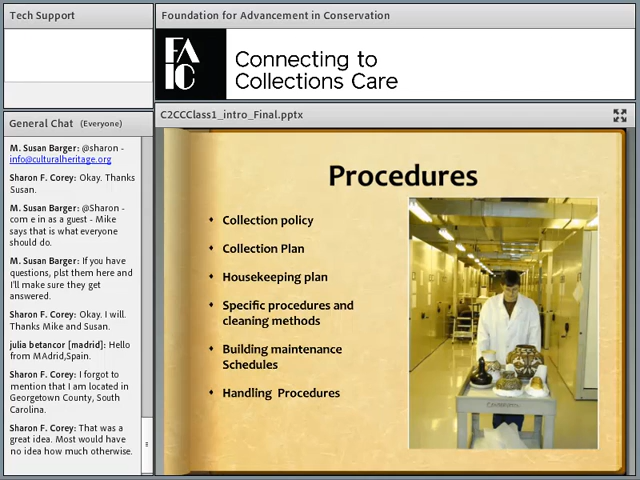 Tech Support
Foundation for Advancement in Conservation
FA
IC
Connecting to
Collections Care
General Chat (Everyone)
M. Susan Barger: @sharon -
info@culturalheritage.org
Sharon F. Corey: Okay. Thanks
Susan.
M. Susan Barger: @Sharon -
com e in as a guest - Mike
says that is what everyone
should do.
M. Susan Barger: If you have
questions, plst them here and
I'll make sure they get
answered.
Sharon F. Corey: Okay. I will.
Thanks Mike and Susan.
julia betancor [madrid]: Hello
from MAdrid,Spain.
Sharon F. Corey: I forgot to
mention that I am located in
Georgetown County, South
Carolina.
Sharon F. Corey: That was a
great idea. Most would have
no idea how much otherwise.
C2CCClass1_intro_Final.pptx
Procedures
Collection policy
Collection Plan
Housekeeping plan
Specific procedures and
cleaning methods
Building maintenance
Schedules
Handling Procedures